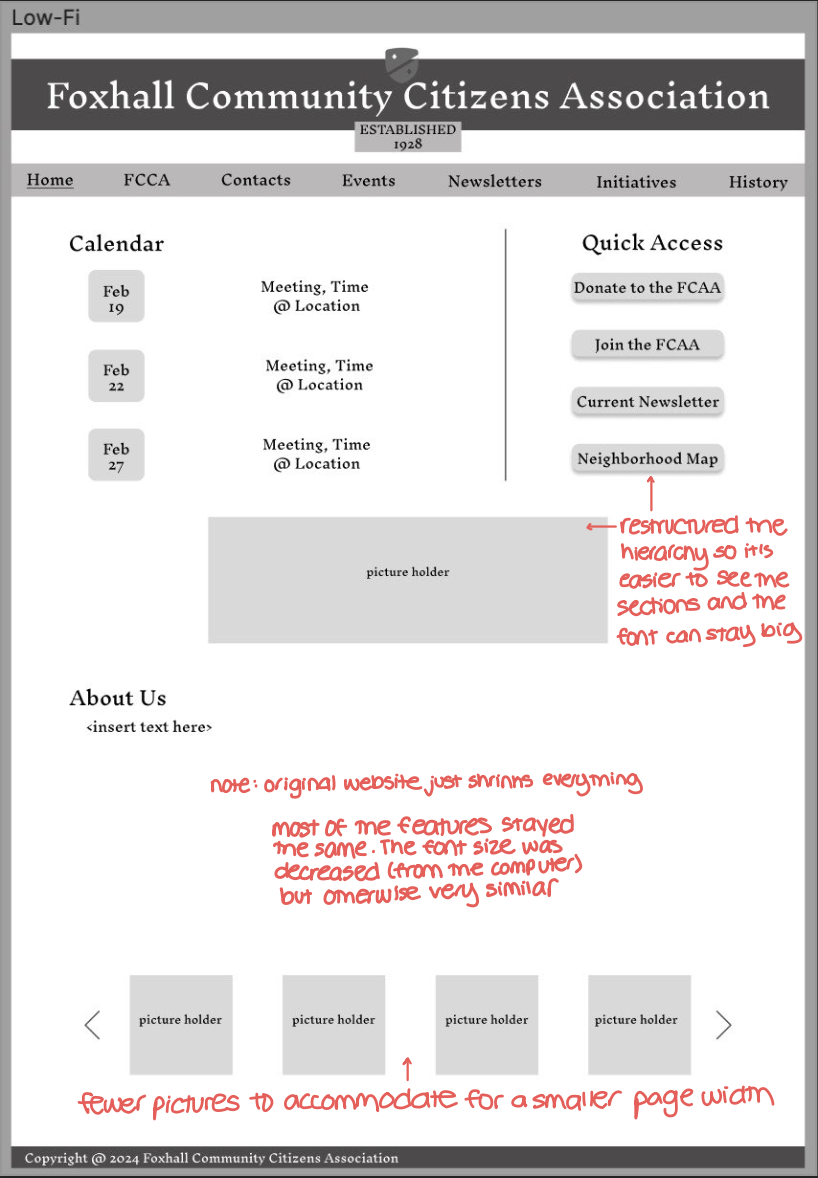 Low-Fi
Foxhall Community Citizens Association
ESTABLISHED
1928
Home FCCA Contacts Events Newsletters Initiatives History
Calendar
Feb
19
Meeting, Time
@ Location
Feb
22
Meeting, Time
@ Location
Feb
27
Meeting, Time
@ Location
Quick Access
Donate to the FCAA
Join the FCAA
Current Newsletter
Neighborhood Map
restructured the
hierarchy so it's
easier to see the
sections and the
font can stay big
picture holder
About Us
<insert text here>
note: original website just shrinks everything
most of the features stayed
the same. The font size was
decreased (from the computer)
but otherwise very similar
picture holder picture holder picture holder picture holder
fewer pictures to accommodate for a smaller page width
Copyright @ 2024 Foxhall Community Citizens Association